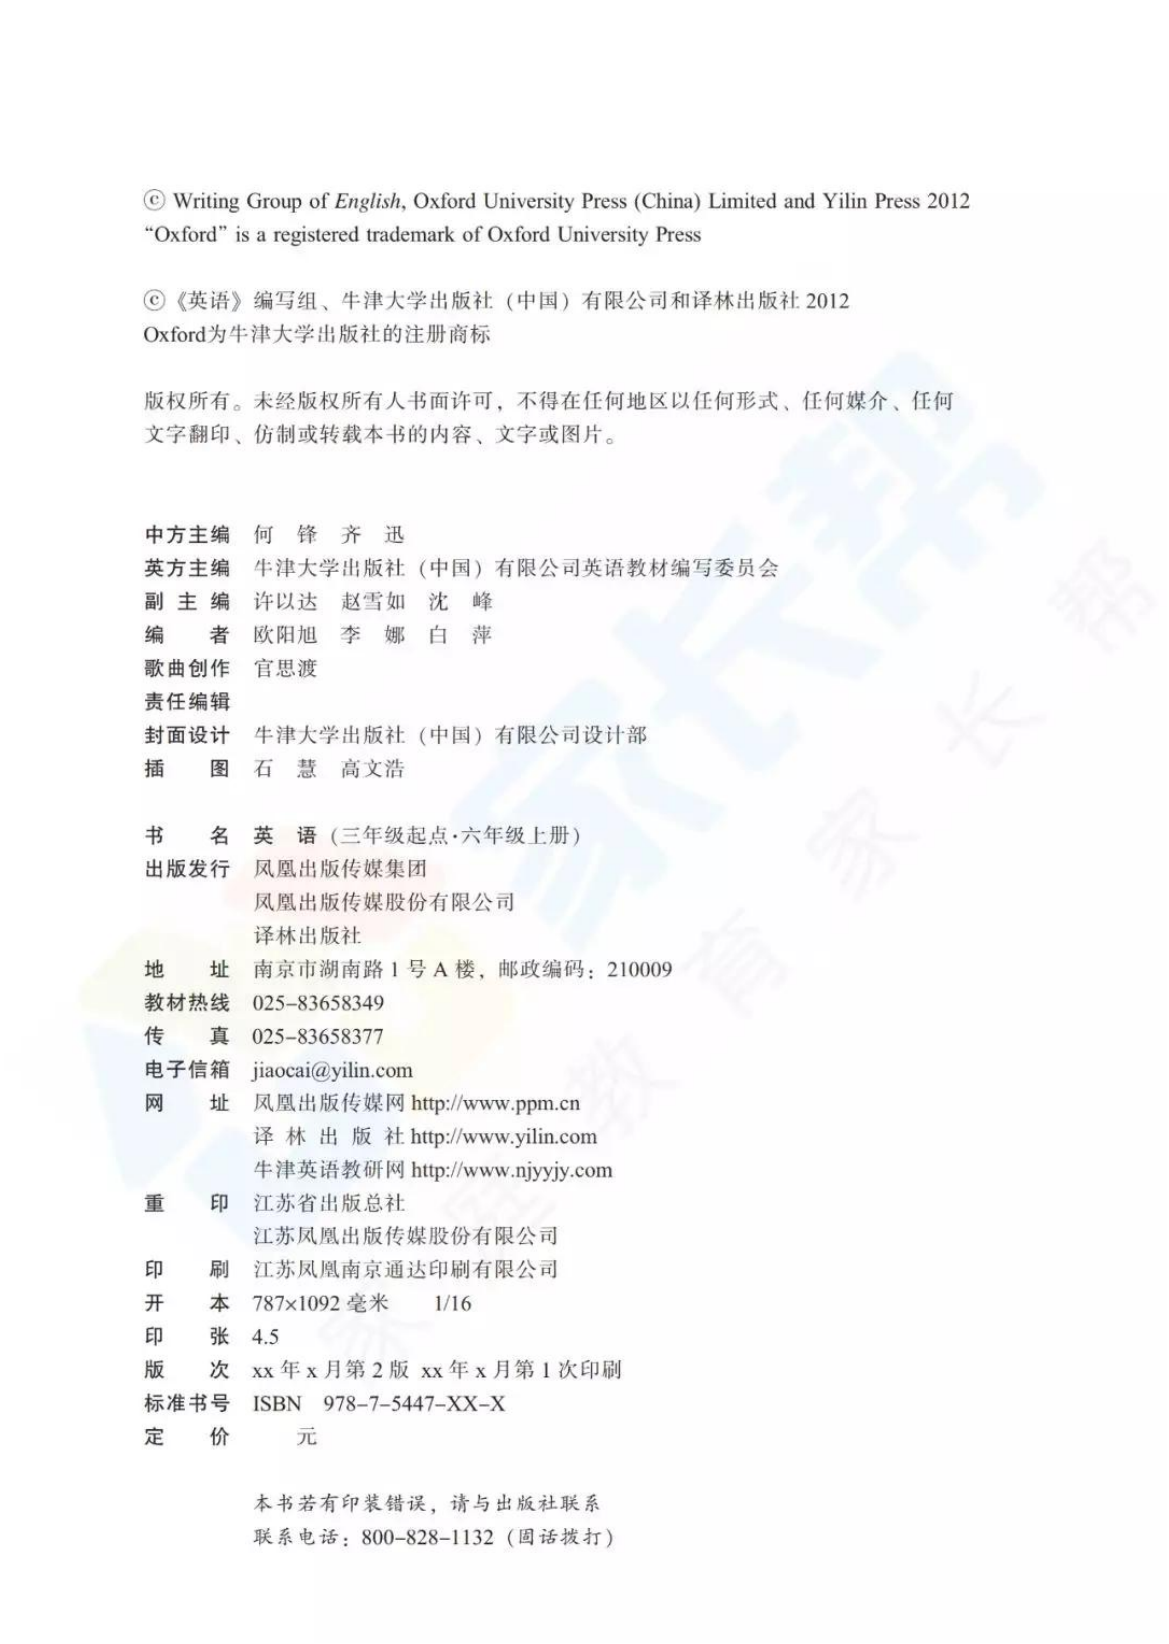 © Writing Group of English, Oxford University Press (China) Limited and Yilin Press 2012
“Oxford” is a registered trademark of Oxford University Press
©《英语》编写组、牛津大学出版社（中国）有限公司和译林出版社 2012
Oxford为牛津大学出版社的注册商标
版权所有。未经版权所有人书面许可，不得在任何地区以任何形式、任何媒介、任何
文字翻印、仿制或转载本书的内容、文字或图片。
中方主编 何 锋 齐 迅
英方主编 牛津大学出版社（中国）有限公司英语教材编写委员会
副 主 编 许以达 赵雪如 沈 峰
编 者 欧阳旭 李 娜 白 萍
歌曲创作 官思渡
责任编辑
封面设计 牛津大学出版社（中国）有限公司设计部
插 图 石 慧 高文浩
书 名 英 语（三年级起点·六年级上册）
出版发行 凤凰出版传媒集团
凤凰出版传媒股份有限公司
译林出版社
地 址 南京市湖南路 1 号 A 楼，邮政编码：210009
教材热线 025–83658349
传 真 025–83658377
电子信箱 jiaocai@yilin.com
网 址 凤凰出版传媒网 http://www.ppm.cn
译 林 出 版 社 http://www.yilin.com
牛津英语教研网 http://www.njyyjy.com
重 印 江苏省出版总社
江苏凤凰出版传媒股份有限公司
印 刷 江苏凤凰南京通达印刷有限公司
开 本 787×1092 毫米 1/16
印 张 4.5
版 次 xx 年 x 月第 2 版 xx 年 x 月第 1 次印刷
标准书号 ISBN 978–7–5447–XX–X
定 价 元
本书若有印装错误，请与出版社联系
联系电话：800–828–1132（固话拨打）
家长帮
家庭教育家长帮